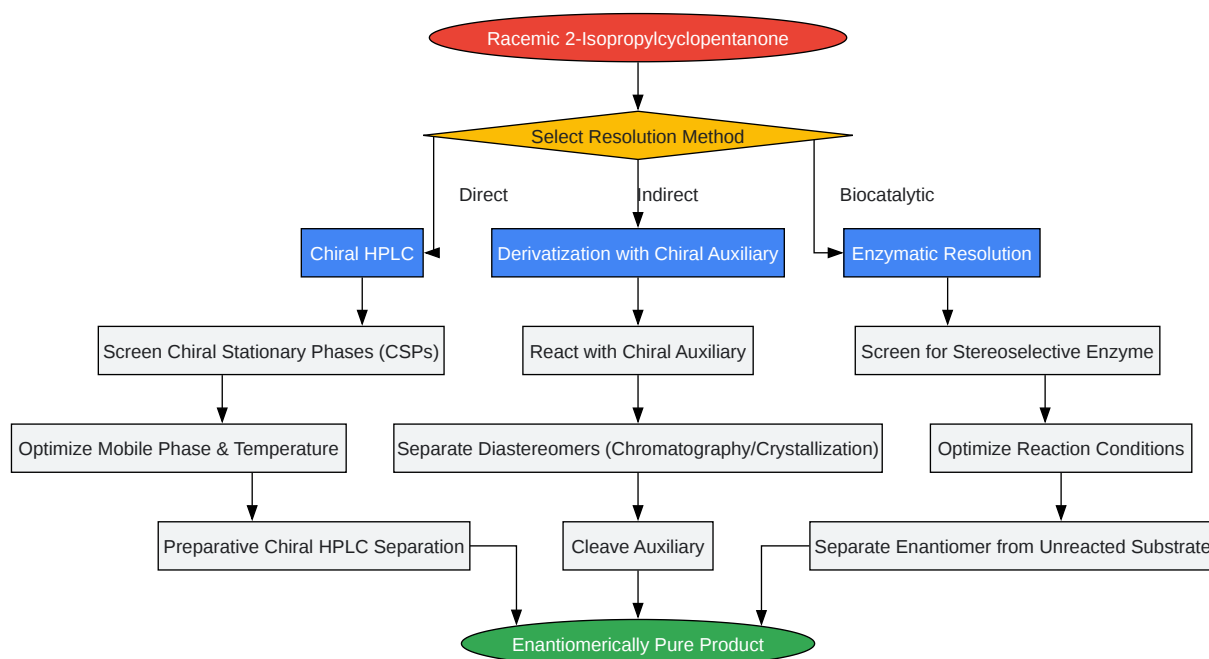 Racemic 2-Isopropylcyclopentanone
Select Resolution Method
Direct
Indirect
Biocatalytic
Chiral HPLC
Derivatization with Chiral Auxiliary
Enzymatic Resolution
Screen Chiral Stationary Phases (CSPs)
React with Chiral Auxiliary
Screen for Stereoselective Enzyme
Optimize Mobile Phase & Temperature
Separate Diastereomers (Chromatography/Crystallization)
Optimize Reaction Conditions
Preparative Chiral HPLC Separation
Cleave Auxiliary
Separate Enantiomer from Unreacted Substrate
Enantiomerically Pure Product